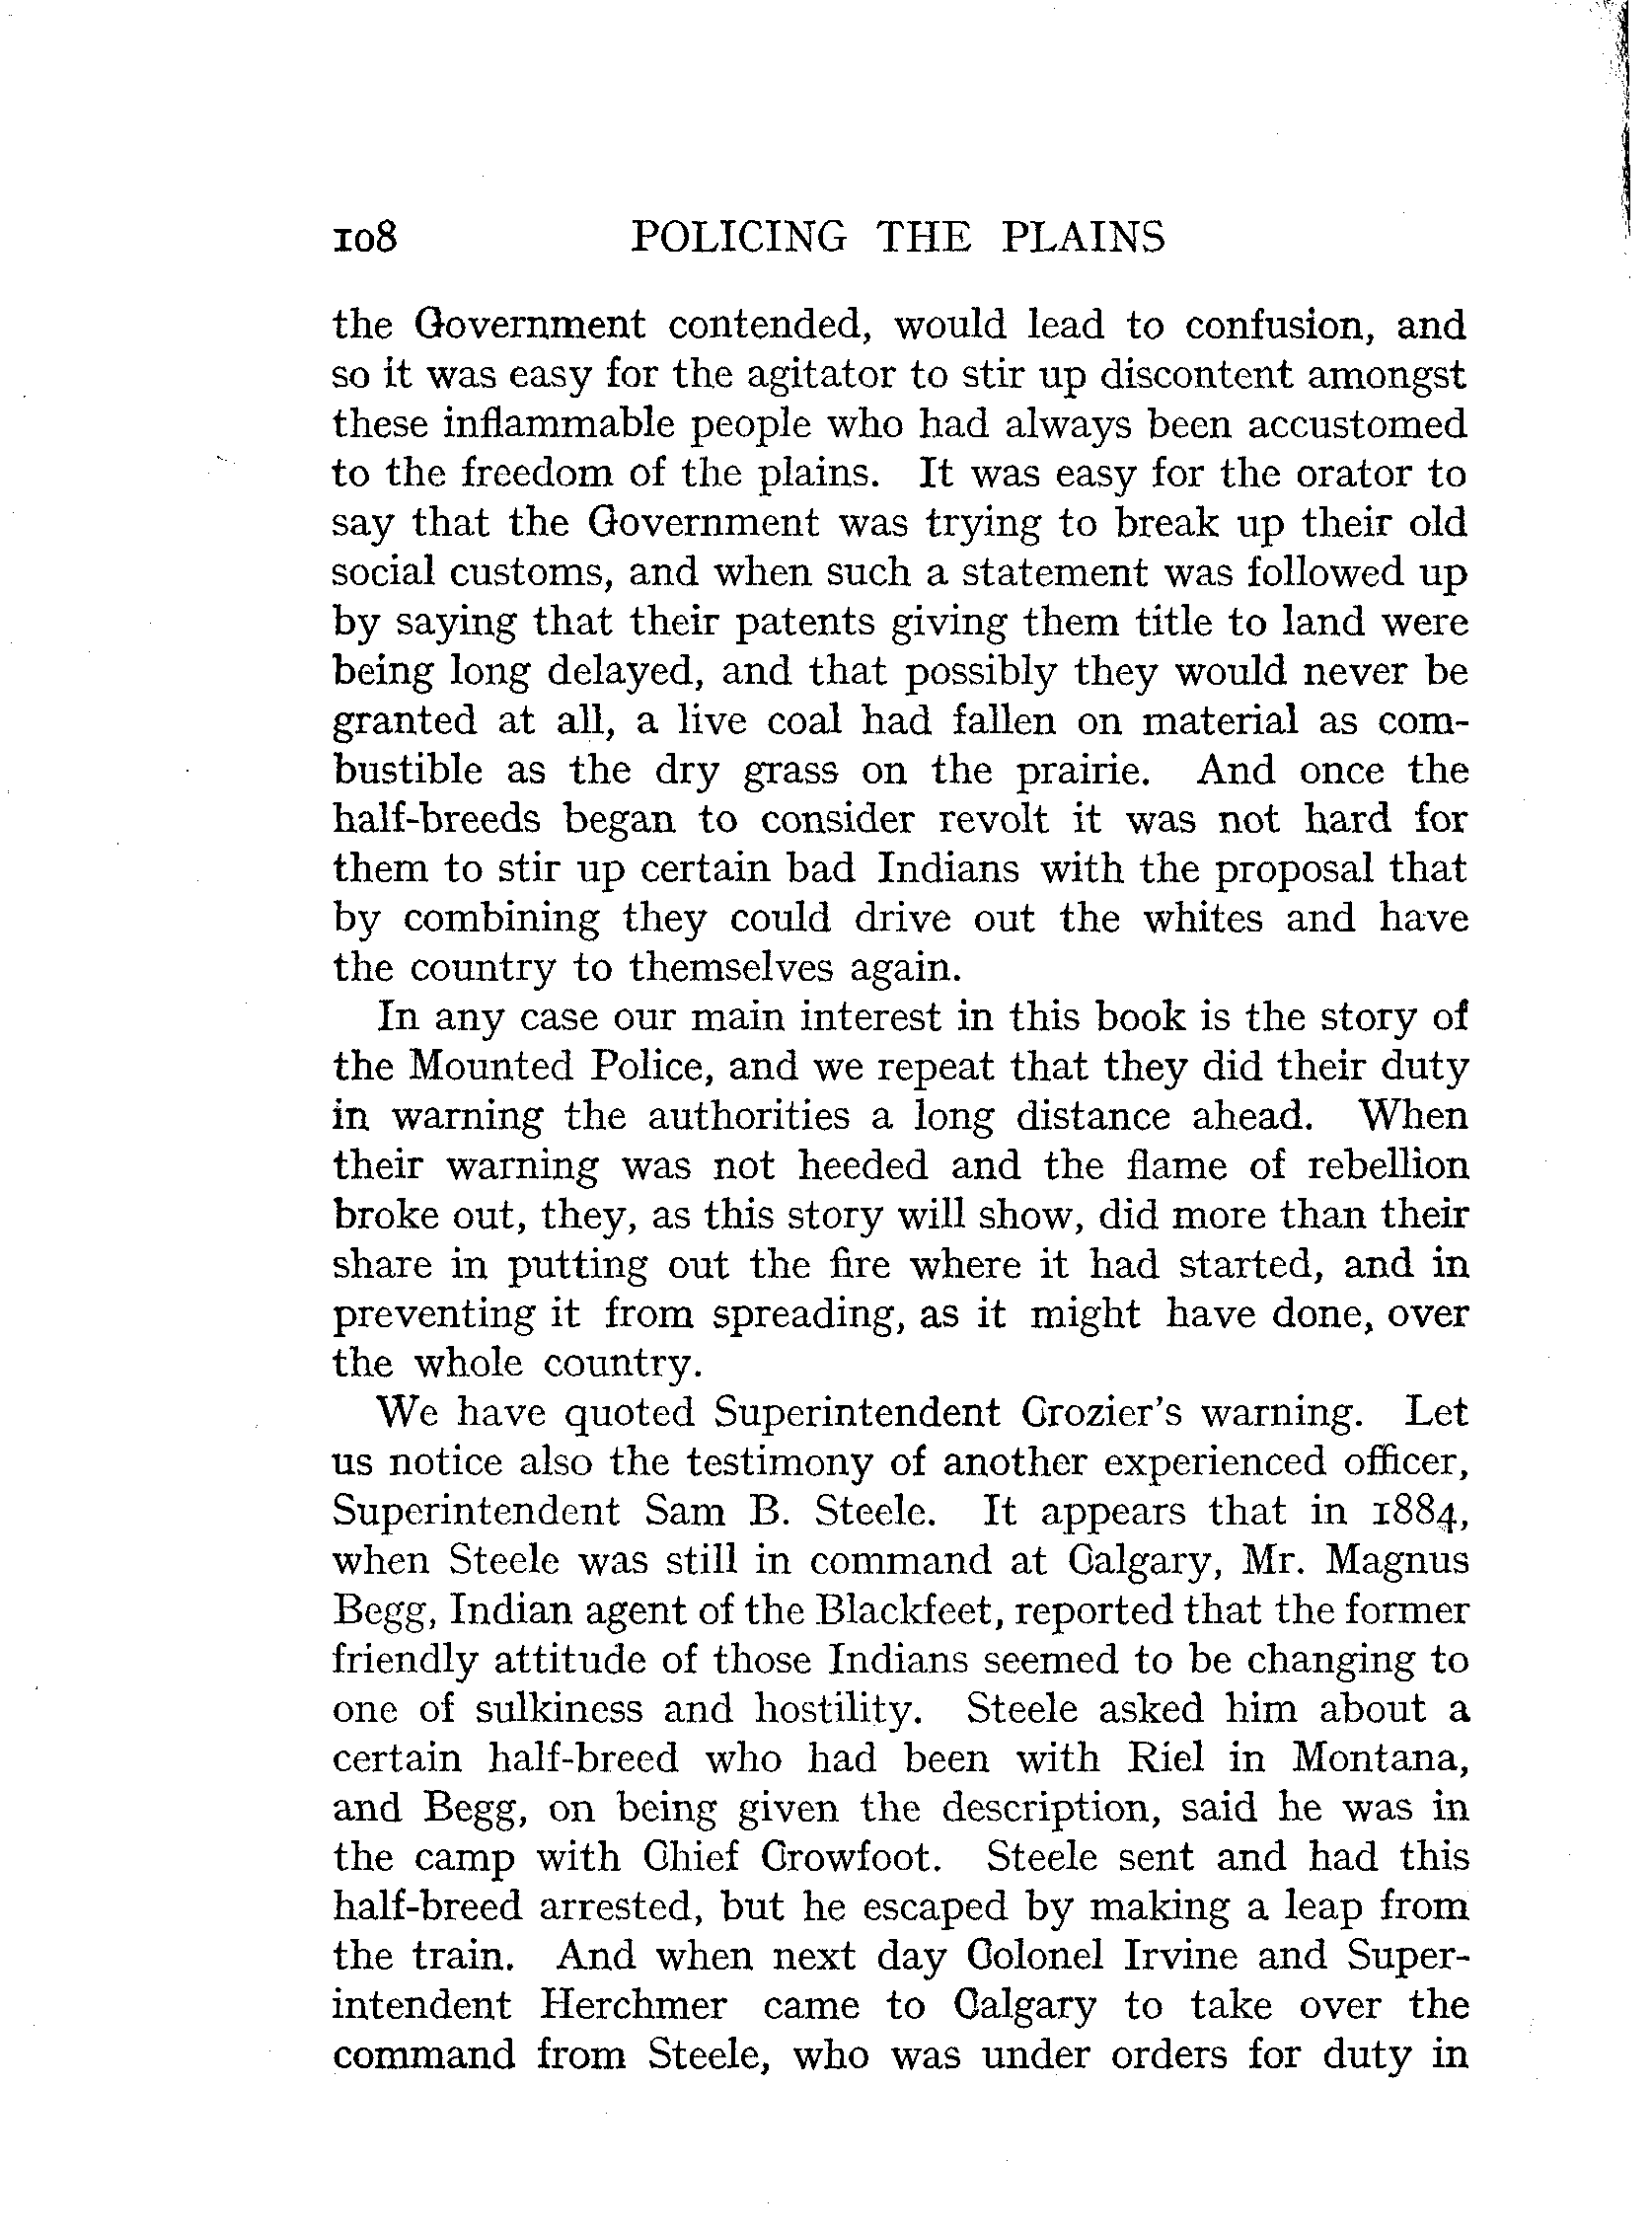 108 POLICING THE PLAINS
the Government contended, would lead to confusion, and
so it was easy for the agitator to stir up discontent amongst
these inflammable people who had always been accustomed
to the freedom of the plains. It was easy for the orator to
say that the Government was trying to break up their old
social customs, and when such a statement was followed up
by saying that their patents giving them title to land were
being long delayed, and that possibly they would never be
granted at all, a live coal had fallen on material as com-
bustible as the dry grass on the prairie. And once the
half-breeds began to consider revolt it was not hard for
them to stir up certain bad Indians with the proposal that
by combining they could drive out the whites and have
the country to themselves again.
In any case our main interest in this book is the story of
the Mounted Police, and we repeat that they did their duty
in warning the authorities a long distance ahead. When
their warning was not heeded and the flame of rebellion
broke out, they, as this story will show, did more than their
share in putting out the fire where it had started, and in
preventing it from spreading, as it might have done, over
the whole country.
We have quoted Superintendent Crozier's warning. Let
us notice also the testimony of another experienced officer,
Superintendent Sam B. Steele. It appears that in 1884,
when Steele was still in command at Calgary, Mr. Magnus
Begg, Indian agent of the Blackfeet, reported that the former
friendly attitude of those Indians seemed to be changing to
one of sulkiness and hostility. Steele asked him about a
certain half-breed who had been with Riel in Montana,
and Begg, on being given the description, said he was in
the camp with Chief Crowfoot. Steele sent and had this
half-breed arrested, but he escaped by making a leap from
the train. And when next day Colonel Irvine and Super-
intendent Herchmer came to Calgary to take over the
command from Steele, who was under orders for duty in